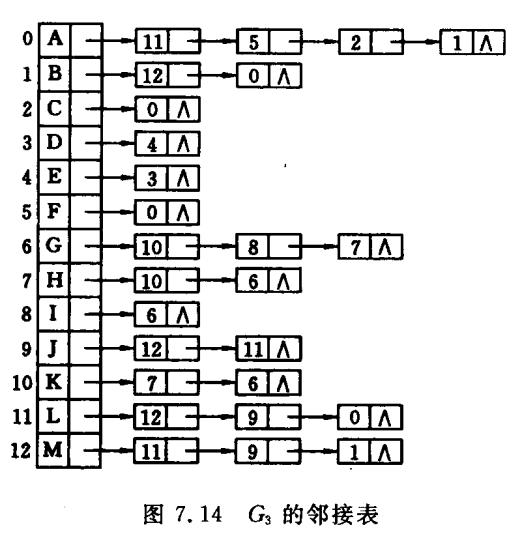 0 A 11 5 2 1 Λ
1 B 12 0 Λ
2 C 0 Λ
3 D 4 Λ
4 E 3 Λ
5 F 0 Λ
6 G 10 8 7 Λ
7 H 10 6 Λ
8 I 6 Λ
9 J 12 11 Λ
10 K 7 6 Λ
11 L 12 9 0 Λ
12 M 11 9 1 Λ
图 7.14 G₃ 的邻接表